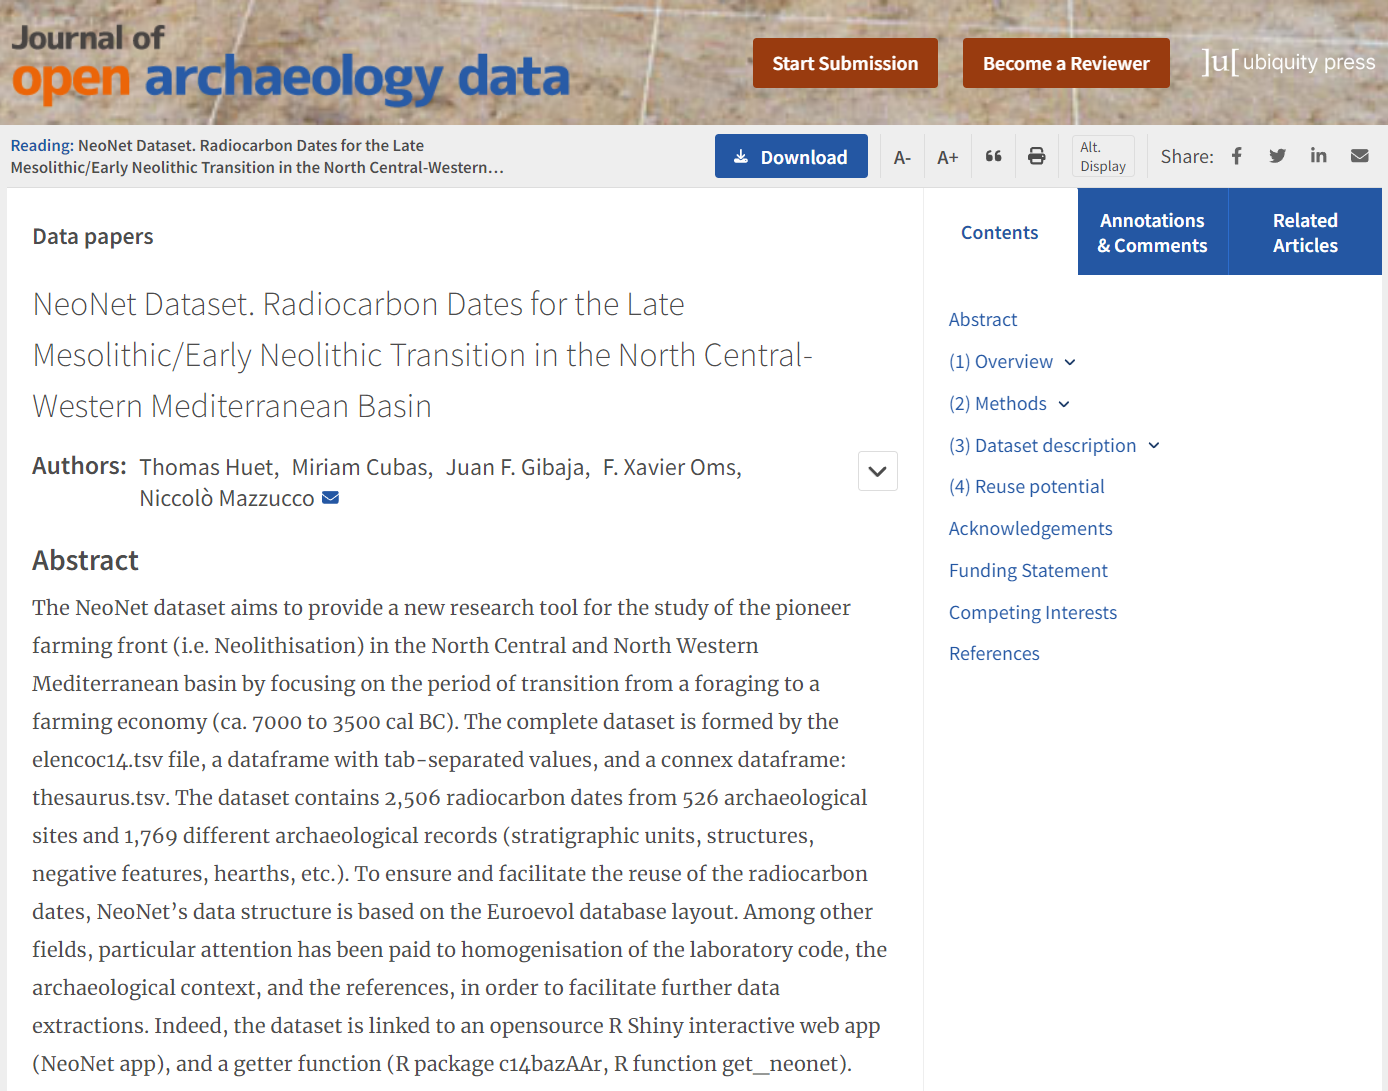 Journal of
open archaeology data
Start Submission
Become a Reviewer
]u[ ubiquity press
Reading: NeoNet Dataset. Radiocarbon Dates for the Late
Mesolithic/Early Neolithic Transition in the North Central-Western…
Download
A-
A+
Alt.
Display
Share:
Data papers
NeoNet Dataset. Radiocarbon Dates for the Late
Mesolithic/Early Neolithic Transition in the North Central-
Western Mediterranean Basin
Authors: Thomas Huet, Miriam Cubas, Juan F. Gibaja, F. Xavier Oms,
Niccolò Mazzucco
Abstract
The NeoNet dataset aims to provide a new research tool for the study of the pioneer
farming front (i.e. Neolithisation) in the North Central and North Western
Mediterranean basin by focusing on the period of transition from a foraging to a
farming economy (ca. 7000 to 3500 cal BC). The complete dataset is formed by the
elencoc14.tsv file, a dataframe with tab-separated values, and a connex dataframe:
thesaurus.tsv. The dataset contains 2,506 radiocarbon dates from 526 archaeological
sites and 1,769 different archaeological records (stratigraphic units, structures,
negative features, hearths, etc.). To ensure and facilitate the reuse of the radiocarbon
dates, NeoNet’s data structure is based on the Euroevol database layout. Among other
fields, particular attention has been paid to homogenisation of the laboratory code, the
archaeological context, and the references, in order to facilitate further data
extractions. Indeed, the dataset is linked to an opensource R Shiny interactive web app
(NeoNet app), and a getter function (R package c14bazAAr, R function get_neonet).
Contents
Annotations
& Comments
Related
Articles
Abstract
(1) Overview
(2) Methods
(3) Dataset description
(4) Reuse potential
Acknowledgements
Funding Statement
Competing Interests
References